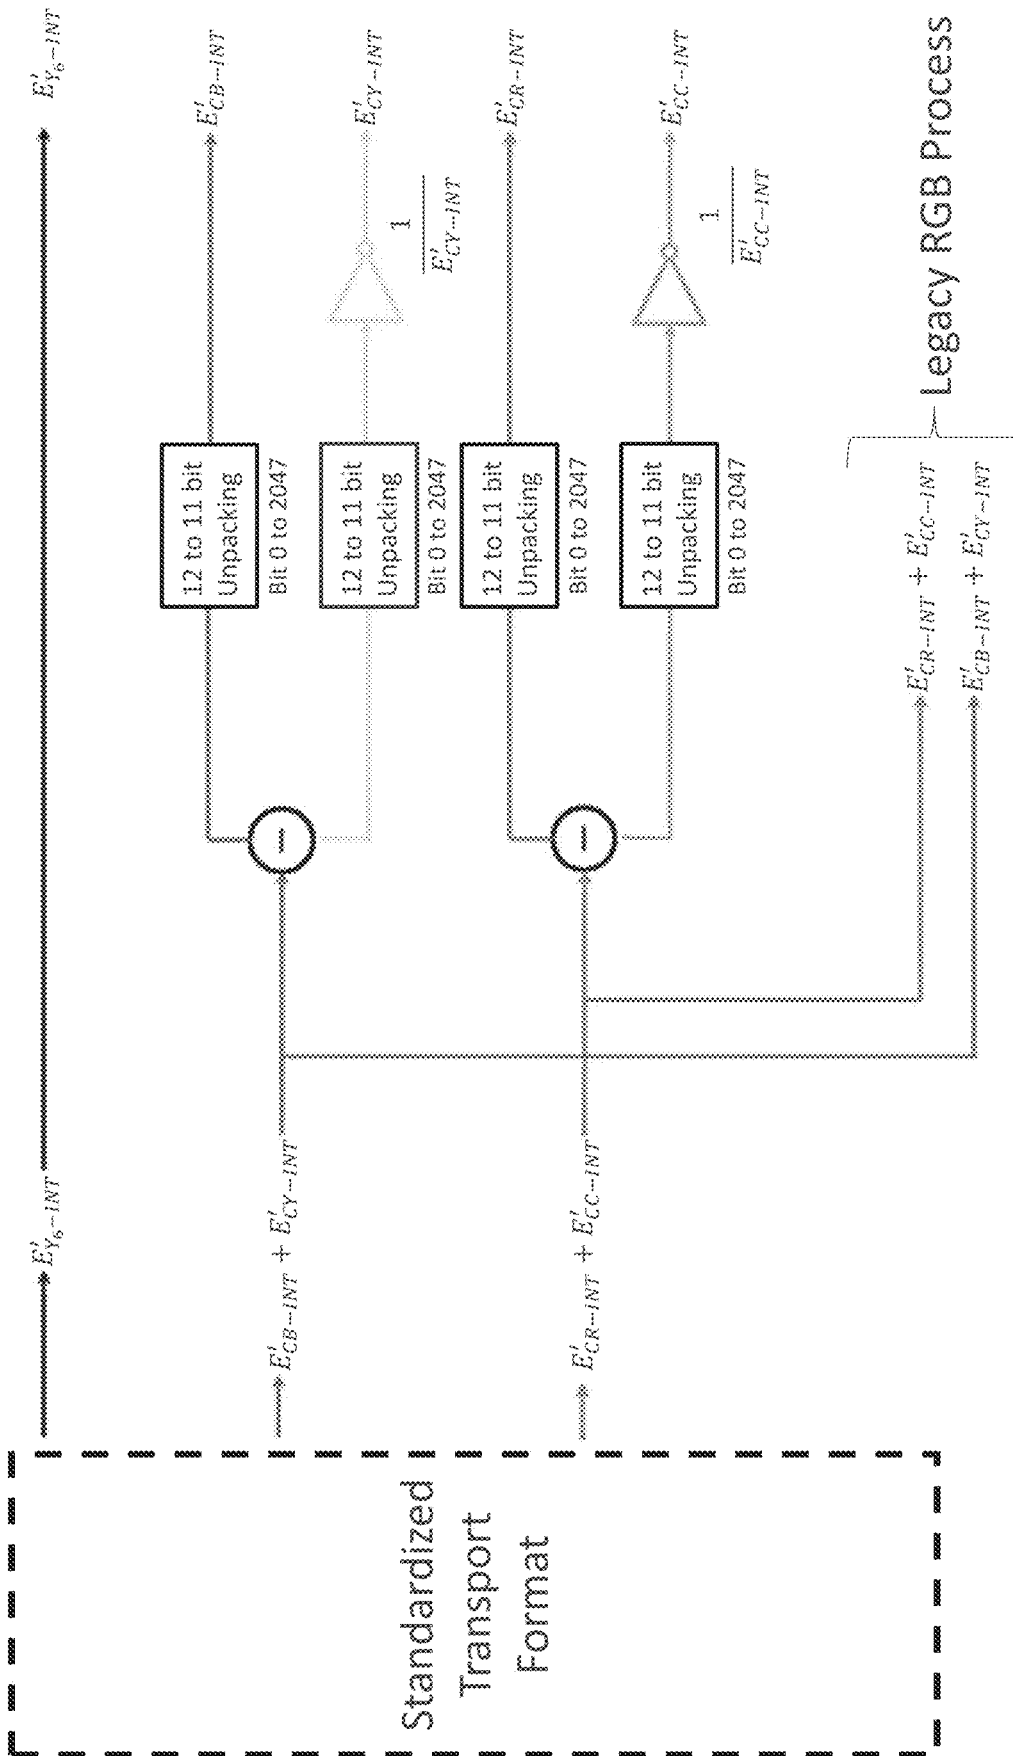 Standardized
Transport
Format
E'Y6-INT
E'Y6-INT
E'CB-INT + E'CY-INT
E'CR-INT + E'CC-INT
−
−
12 to 11 bit
Unpacking
Bit 0 to 2047
E'CB-INT
12 to 11 bit
Unpacking
Bit 0 to 2047
1
E'CY-INT
E'CY-INT
12 to 11 bit
Unpacking
Bit 0 to 2047
E'CR-INT
12 to 11 bit
Unpacking
Bit 0 to 2047
1
E'CC-INT
E'CC-INT
E'CR-INT + E'CC-INT
E'CB-INT + E'CY-INT
Legacy RGB Process